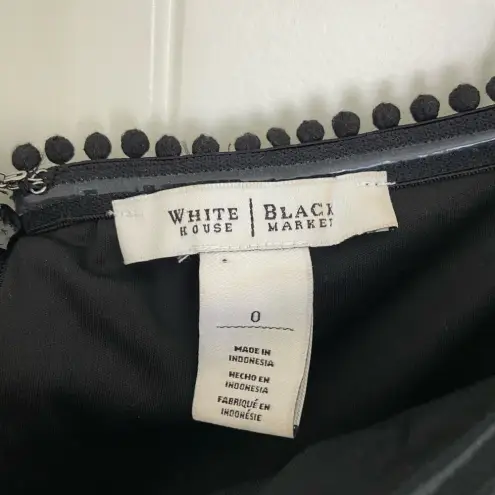 WHITE | BLACK
HOUSE | MARKET
0
MADE IN
INDONESIA
HECHO EN
INDONESIA
FABRIQUÉ EN
INDONÉSIE